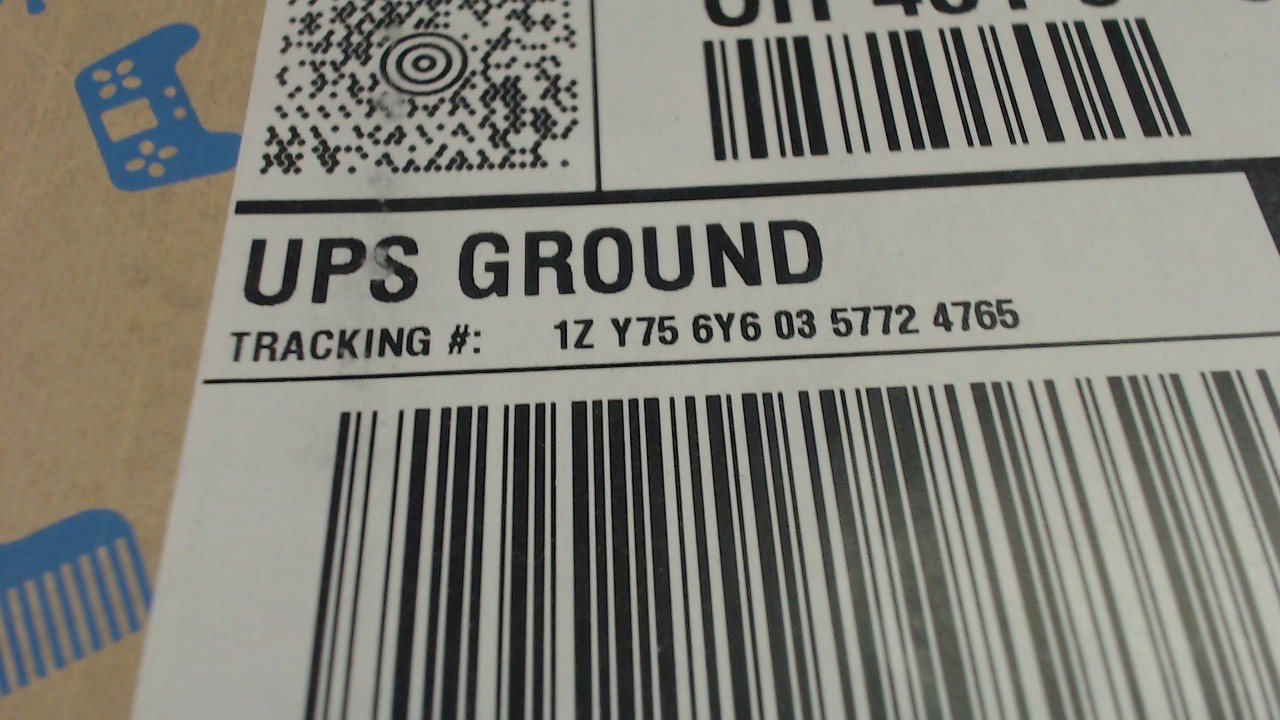 UPS GROUND
TRACKING #: 1Z Y75 6Y6 03 5772 4765